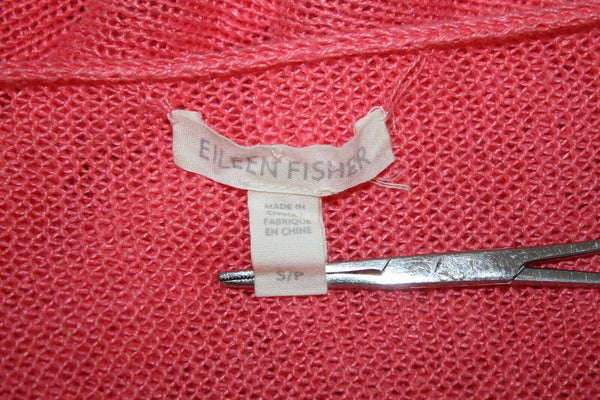 EILEEN FISHER
MADE IN
CHINA /
FABRIQUE
EN CHINE
S/P